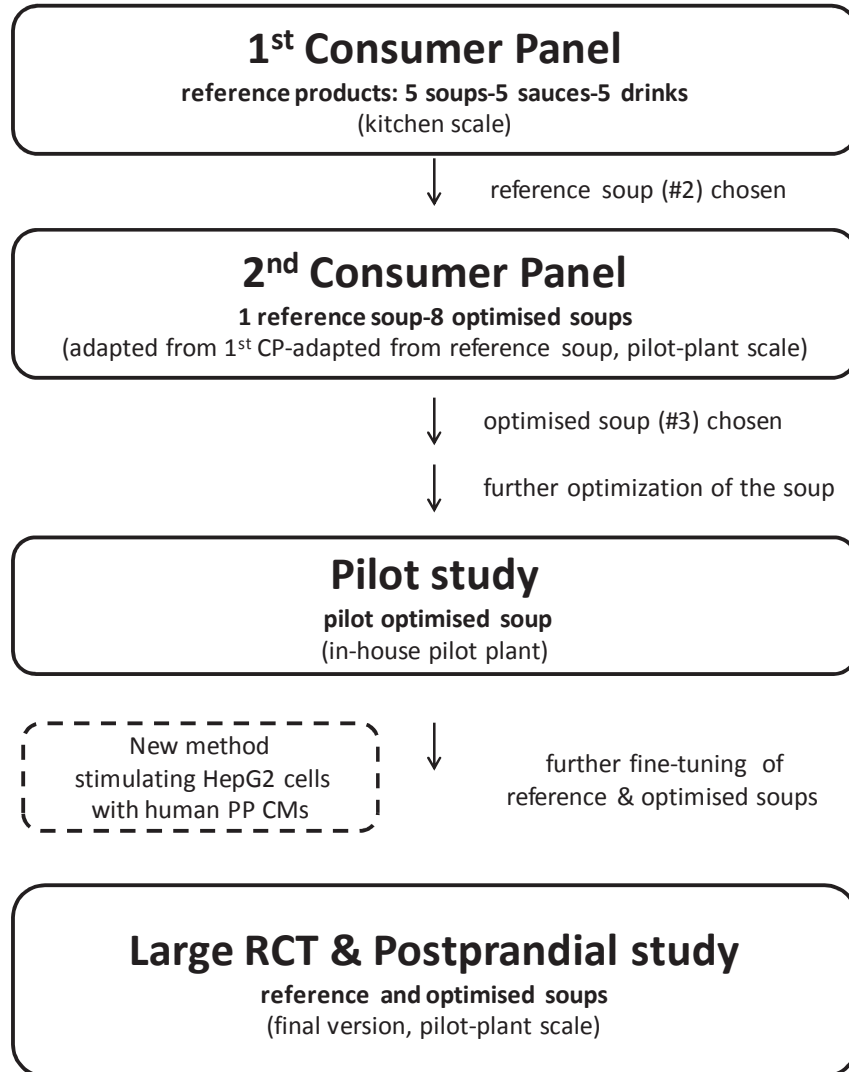 1st Consumer Panel
reference products: 5 soups-5 sauces-5 drinks
(kitchen scale)
reference soup (#2) chosen
2nd Consumer Panel
1 reference soup-8 optimised soups
(adapted from 1st CP-adapted from reference soup, pilot-plant scale)
optimised soup (#3) chosen
further optimization of the soup
Pilot study
pilot optimised soup
(in-house pilot plant)
New method
stimulating HepG2 cells
with human PP CMs
further fine-tuning of
reference & optimised soups
Large RCT & Postprandial study
reference and optimised soups
(final version, pilot-plant scale)